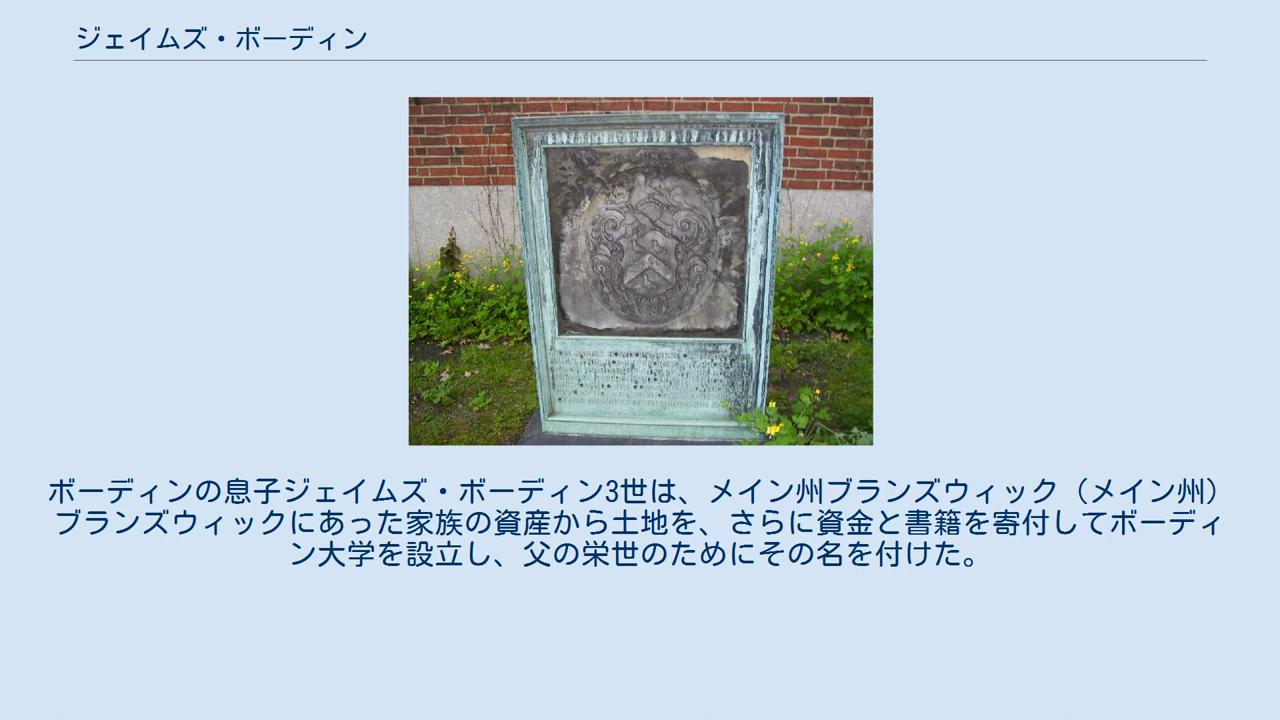 ジェイムズ・ボーディン
ボーディンの息子ジェイムズ・ボーディン3世は、メイン州ブランズウィック（メイン州）
ブランズウィックにあった家族の資産から土地を、さらに資金と書籍を寄付してボーディ
ン大学を設立し、父の栄世のためにその名を付けた。